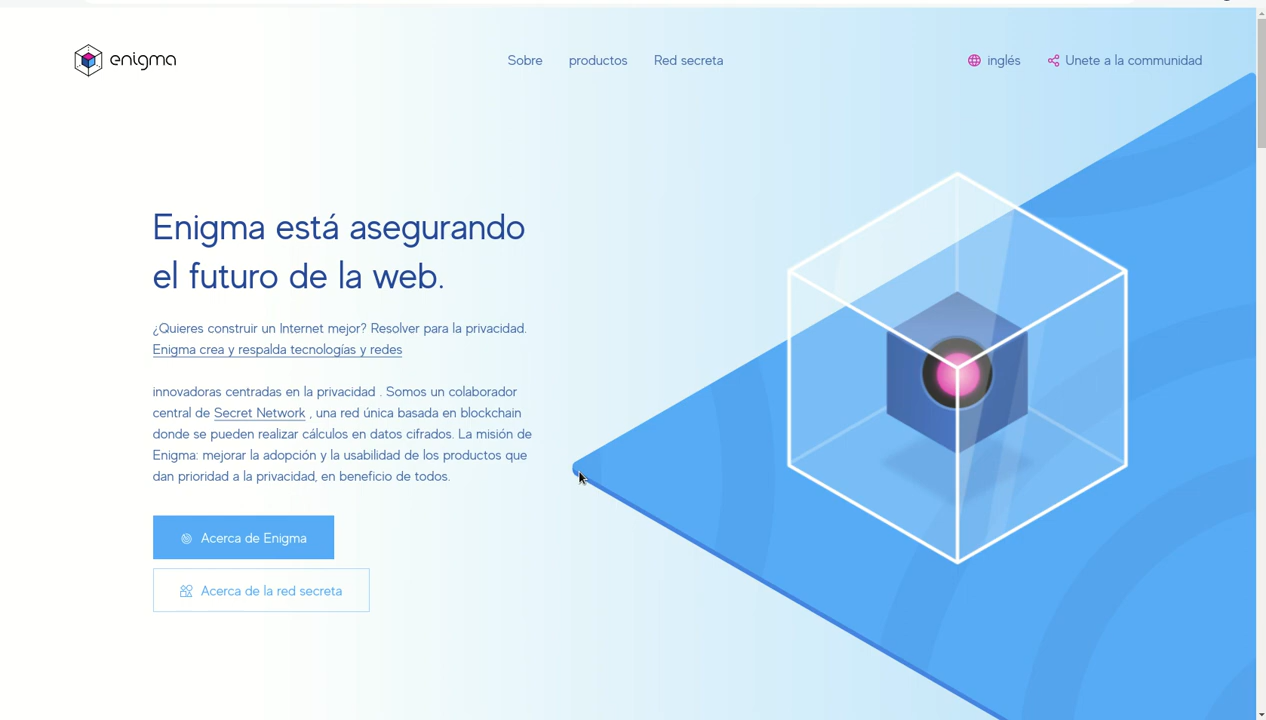 enigma
Sobre
productos
Red secreta
inglés
Unete a la communidad
Enigma está asegurando
el futuro de la web.
¿Quieres construir un Internet mejor? Resolver para la privacidad.
Enigma crea y respalda tecnologías y redes
innovadoras centradas en la privacidad . Somos un colaborador
central de Secret Network , una red única basada en blockchain
donde se pueden realizar cálculos en datos cifrados. La misión de
Enigma: mejorar la adopción y la usabilidad de los productos que
dan prioridad a la privacidad, en beneficio de todos.
Acerca de Enigma
Acerca de la red secreta